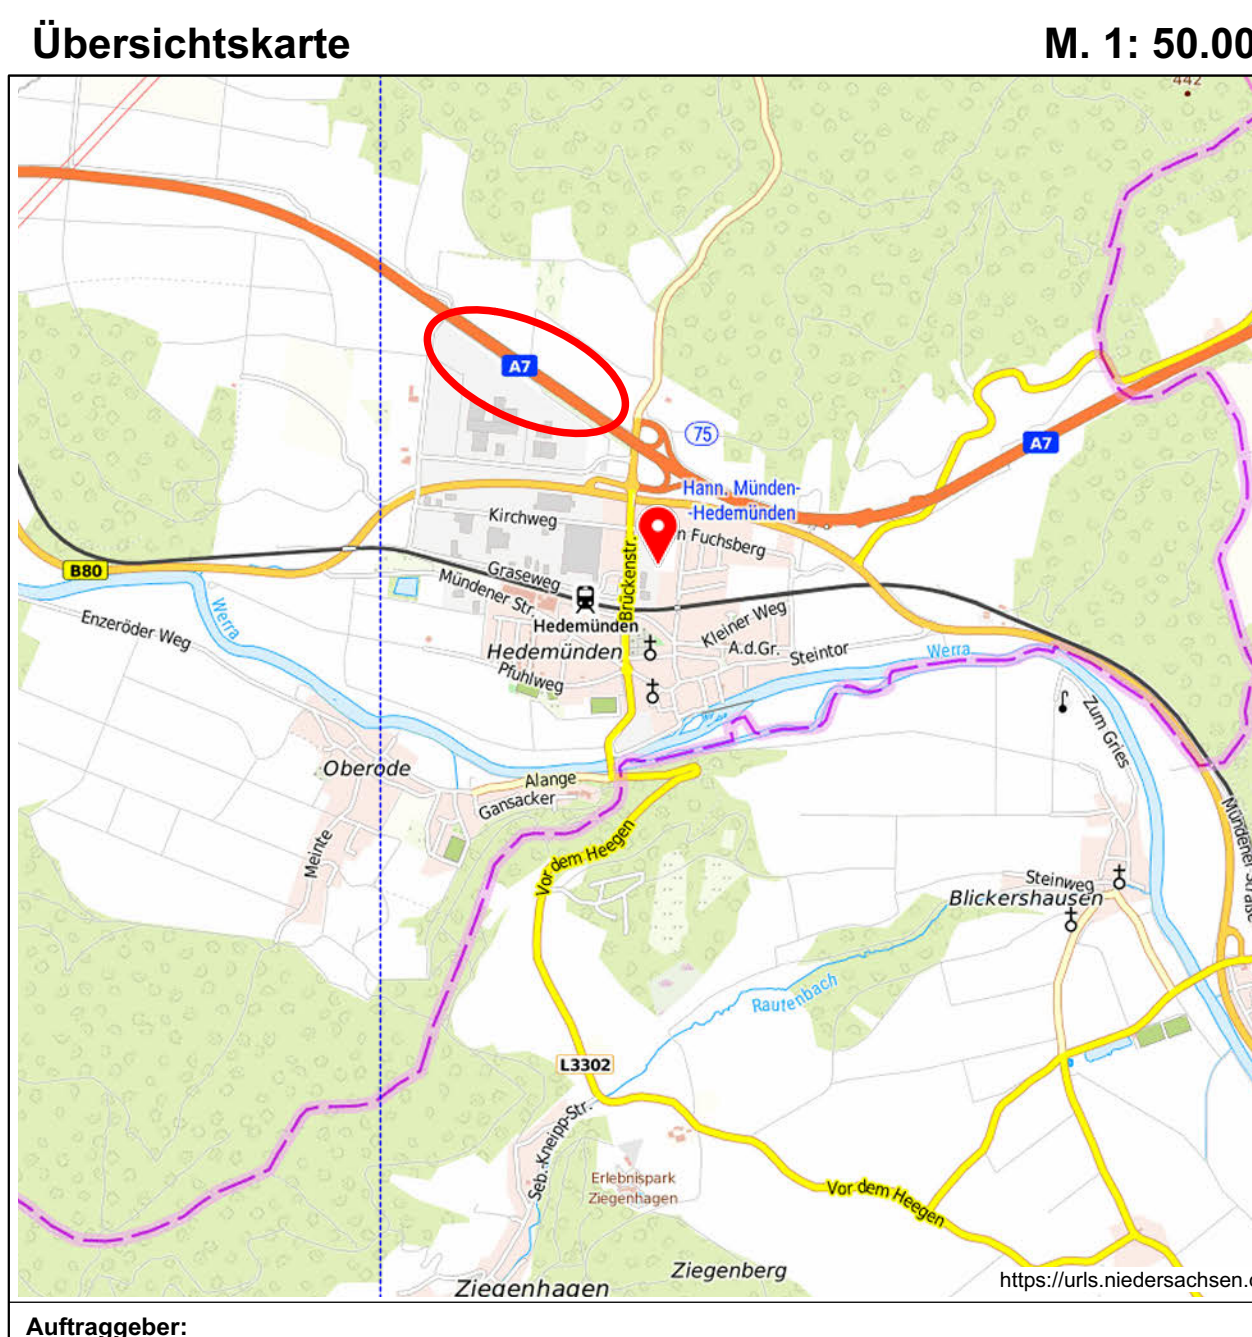 Übersichtskarte
M. 1: 50.00
442
A7
75
A7
Hann. Münden-
-Hedemünden
Kirchweg
n Fuchsberg
Brückenstr.
B80
Graseweg
Mündener Str.
Werra
Enzeröder Weg
Hedemünden
Kleiner Weg
Hedemünden
A.d.Gr.
Steintor
Werra
Pfuhlweg
Zum Gries
Oberode
Alange
Gansacker
Mündener Straße
Meinte
Vor dem Heegen
Steinweg
Blickershausen
Rautenbach
L3302
Seb.-Kneipp-Str.
Erlebnispark
Ziegenhagen
Vor dem Heegen
Ziegenberg
Ziegenhagen
https://urls.niedersachsen.
Auftraggeber: